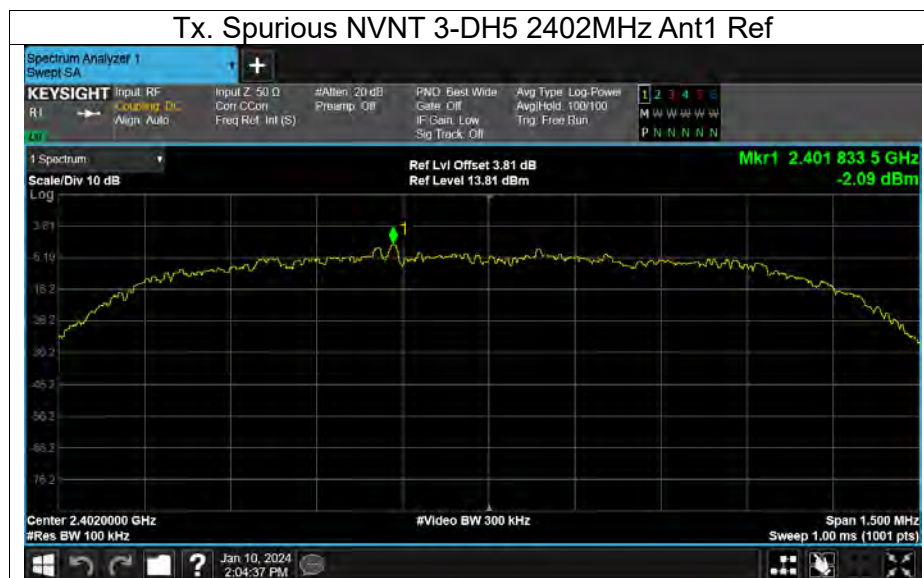 Tx. Spurious NVNT 3-DH5 2402MHz Ant1 Ref
Spectrum Analyzer 1
Swept SA
+
KEYSIGHT Input: RF Input Z: 50 Ω #Atten: 20 dB PNO: Best Wide Avg Type: Log-Power 1 2 3 4 5 6
Coupling: DC Corr CCorr Preamp: Off Gate: Off Avg|Hold: 100/100 M W W W W W
Align: Auto Freq Ref: Int (S) IF Gain: Low Trig: Free Run
Sig Track: Off P N N N N N
1 Spectrum Ref Lvl Offset 3.81 dB Mkr1 2.401 833 5 GHz
Scale/Div 10 dB Ref Level 13.81 dBm -2.09 dBm
Log
1
3.81
-6.19
-16.2
-26.2
-36.2
-46.2
-56.2
-66.2
-76.2
Center 2.4020000 GHz #Video BW 300 kHz Span 1.500 MHz
#Res BW 100 kHz Sweep 1.00 ms (1001 pts)
? Jan 10, 2024
2:04:37 PM